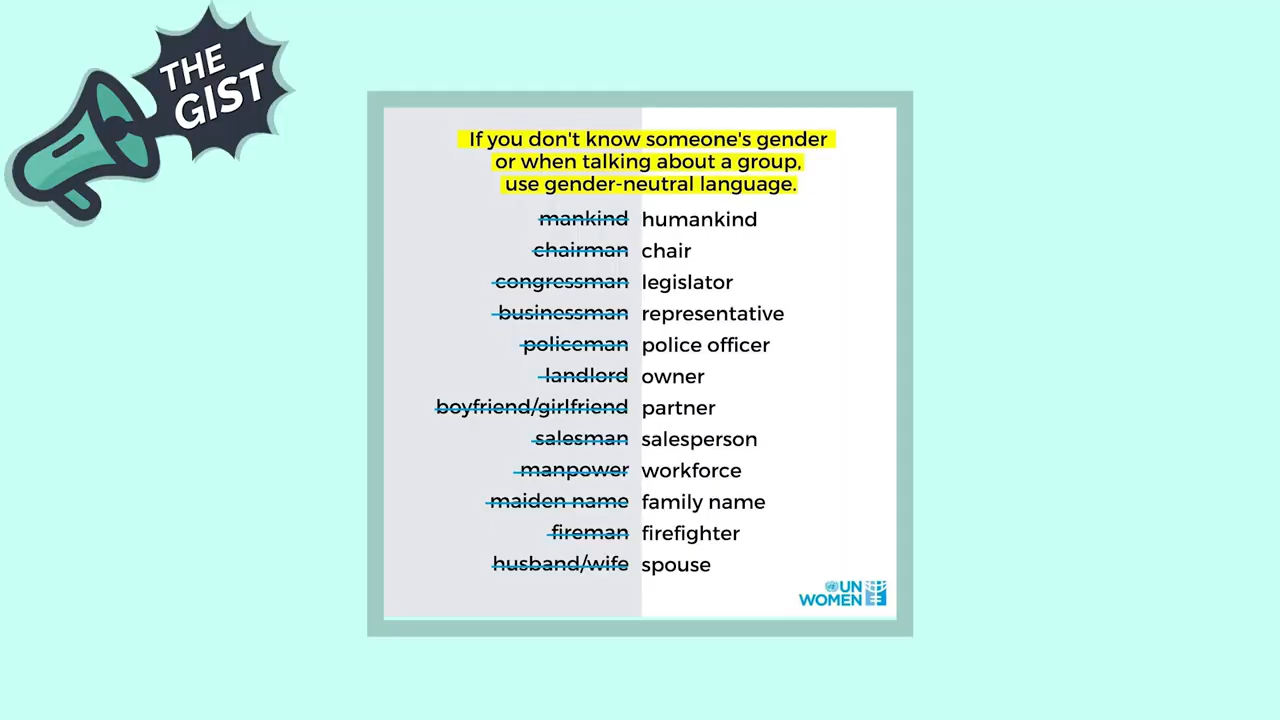 THE
GIST
If you don't know someone's gender
or when talking about a group,
use gender-neutral language.
mankind humankind
chairman chair
congressman legislator
businessman representative
policeman police officer
landlord owner
boyfriend/girlfriend partner
salesman salesperson
manpower workforce
maiden name family name
fireman firefighter
husband/wife spouse
UN
WOMEN